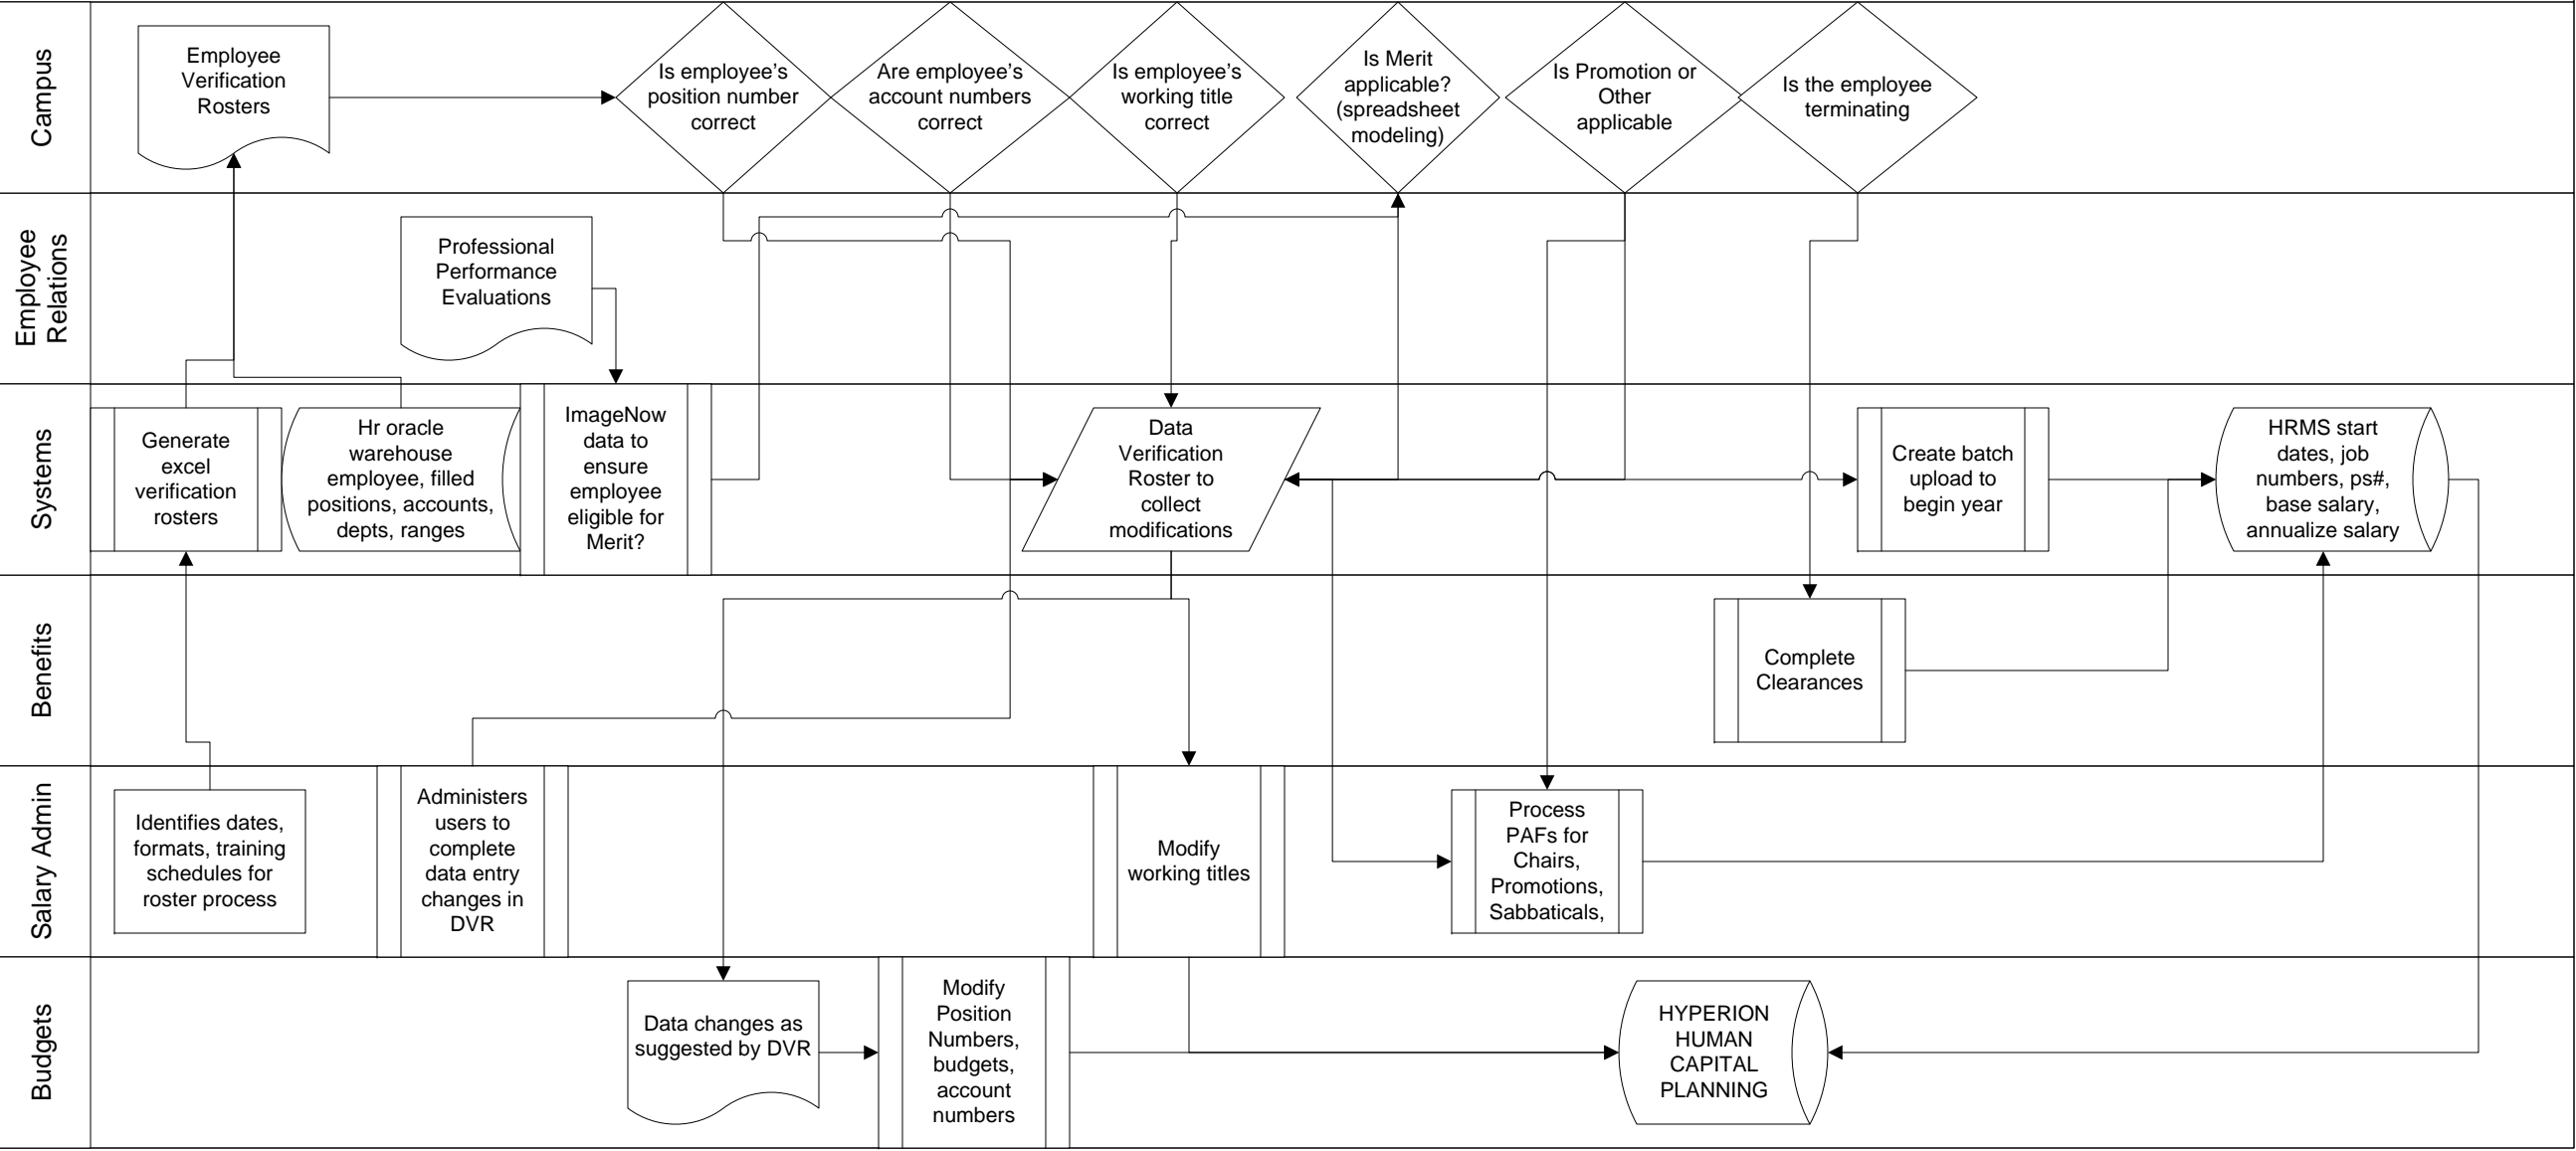 Campus
Employee
Verification
Rosters
Is employee’s
position number
correct
Are employee’s
account numbers
correct
Is employee’s
working title
correct
Is Merit
applicable?
(spreadsheet
modeling)
Is Promotion or
Other
applicable
Is the employee
terminating
Employee
Relations
Professional
Performance
Evaluations
Systems
Generate
excel
verification
rosters
Hr oracle
warehouse
employee, filled
positions, accounts,
depts, ranges
ImageNow
data to
ensure
employee
eligible for
Merit?
Data
Verification
Roster to
collect
modifications
Create batch
upload to
begin year
HRMS start
dates, job
numbers, ps#,
base salary,
annualize salary
Benefits
Complete
Clearances
Salary Admin
Identifies dates,
formats, training
schedules for
roster process
Administers
users to
complete
data entry
changes in
DVR
Modify
working titles
Process
PAFs for
Chairs,
Promotions,
Sabbaticals,
Budgets
Data changes as
suggested by DVR
Modify
Position
Numbers,
budgets,
account
numbers
HYPERION
HUMAN
CAPITAL
PLANNING